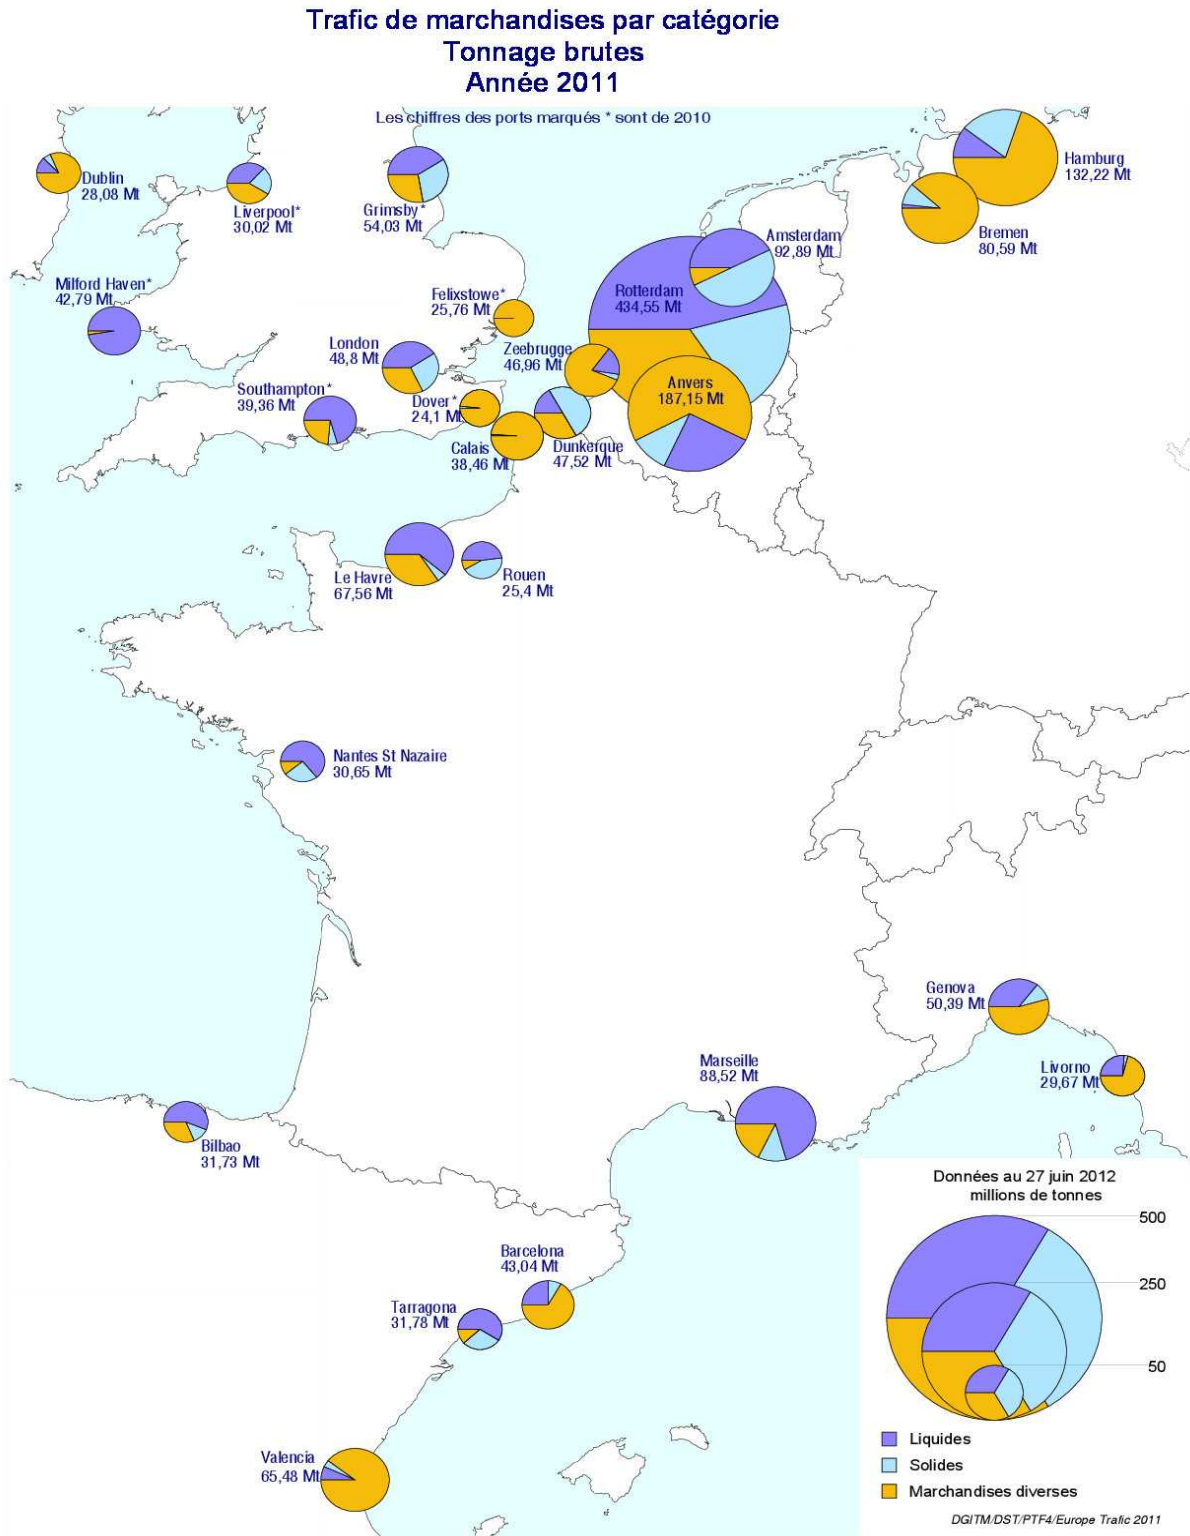 Trafic de marchandises par catégorie
Tonnage brutes
Année 2011
Les chiffres des ports marqués * sont de 2010
Dublin
28,08 Mt
Liverpool*
30,02 Mt
Grimsby*
54,03 Mt
Hamburg
132,22 Mt
Bremen
80,59 Mt
Amsterdam
92,89 Mt
Milford Haven*
42,79 Mt
Felixstowe*
25,76 Mt
Rotterdam
434,55 Mt
London
48,8 Mt
Zeebrugge
46,96 Mt
Southampton*
39,36 Mt
Dover*
24,1 Mt
Anvers
187,15 Mt
Calais
38,46 Mt
Dunkerque
47,52 Mt
Le Havre
67,56 Mt
Rouen
25,4 Mt
Nantes St Nazaire
30,65 Mt
Genova
50,39 Mt
Marseille
88,52 Mt
Livorno
29,67 Mt
Bilbao
31,73 Mt
Barcelona
43,04 Mt
Tarragona
31,78 Mt
Valencia
65,48 Mt
Données au 27 juin 2012
millions de tonnes
500
250
50
Liquides
Solides
Marchandises diverses
DGITM/DST/PTF4/Europe Trafic 2011